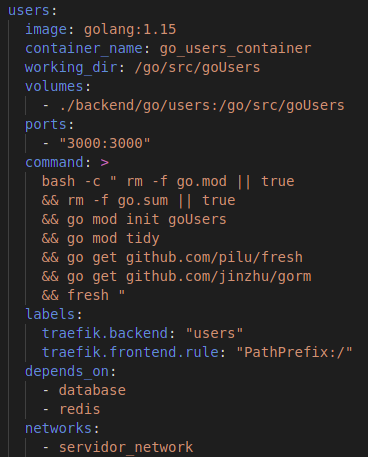 users:
image: golang:1.15
container_name: go_users_container
working_dir: /go/src/goUsers
volumes:
- ./backend/go/users:/go/src/goUsers
ports:
- "3000:3000"
command: >
bash -c " rm -f go.mod || true
&& rm -f go.sum || true
&& go mod init goUsers
&& go mod tidy
&& go get github.com/pilu/fresh
&& go get github.com/jinzhu/gorm
&& fresh "
labels:
traefik.backend: "users"
traefik.frontend.rule: "PathPrefix:/"
depends_on:
- database
- redis
networks:
- servidor_network